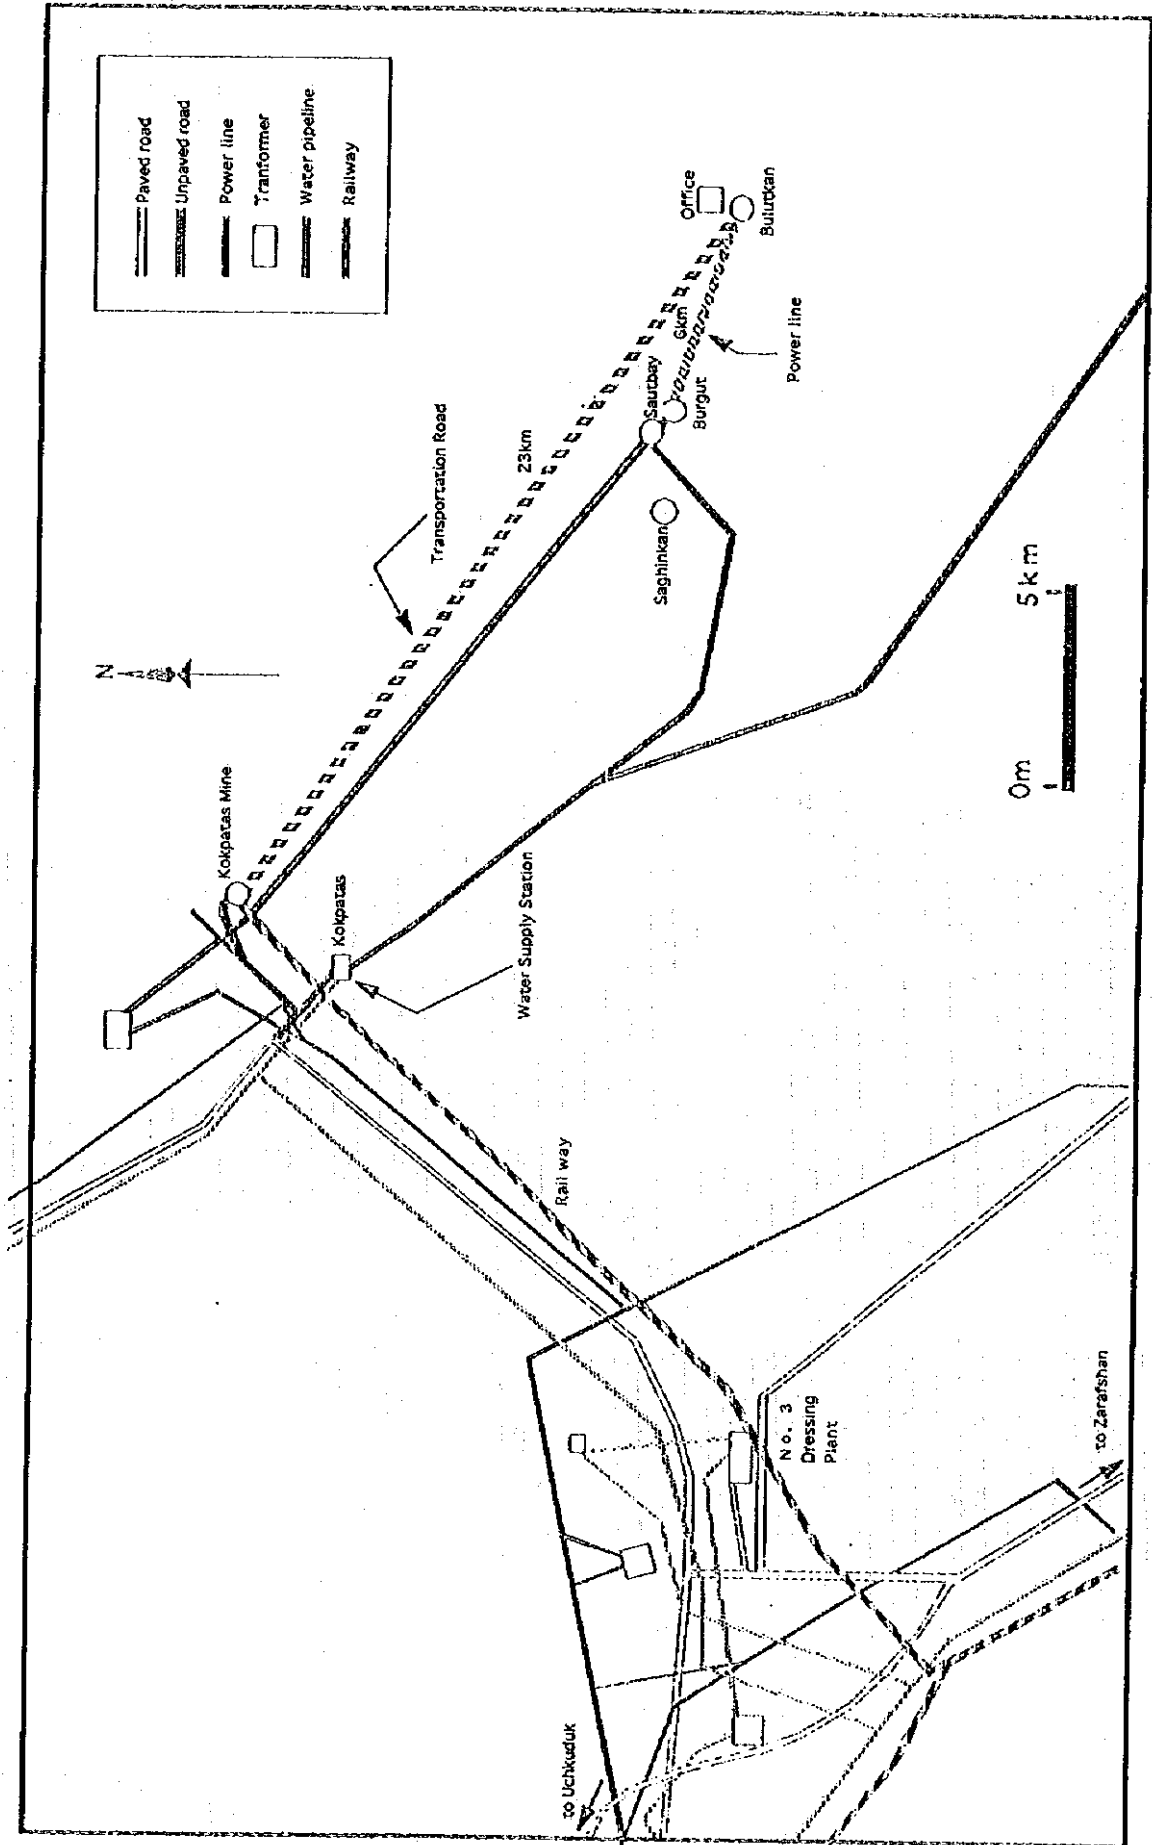 Paved road
Unpaved road
Power line
Tranformer
Water pipeline
Railway
N
Kokpatas Mine
Kokpatas
Water Supply Station
Transportation Road
23km
Office
Bulutkan
6km
Sautbay
Burgut
Power line
Saghinkan
Rail way
0m
5km
No. 3
Dressing
Plant
to Uchkuduk
to Zarafshan